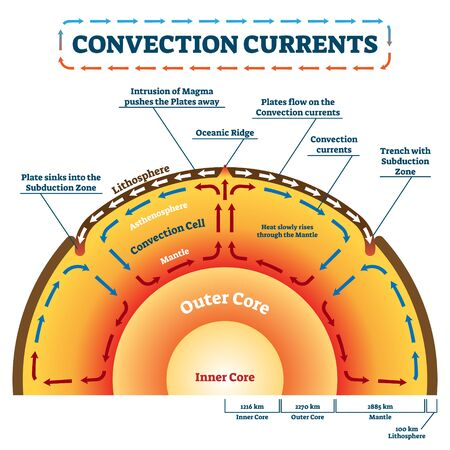 CONVECTION CURRENTS
Intrusion of Magma
pushes the Plates away
Plates flow on the
Convection currents
Oceanic Ridge
Convection
currents
Trench with
Subduction
Zone
Plate sinks into the
Subduction Zone
Lithosphere
Asthenosphere
Convection Cell
Mantle
Heat slowly rises
through the Mantle
Outer Core
Inner Core
1216 km
2270 km
2885 km
Inner Core
Outer Core
Mantle
100 km
Lithosphere